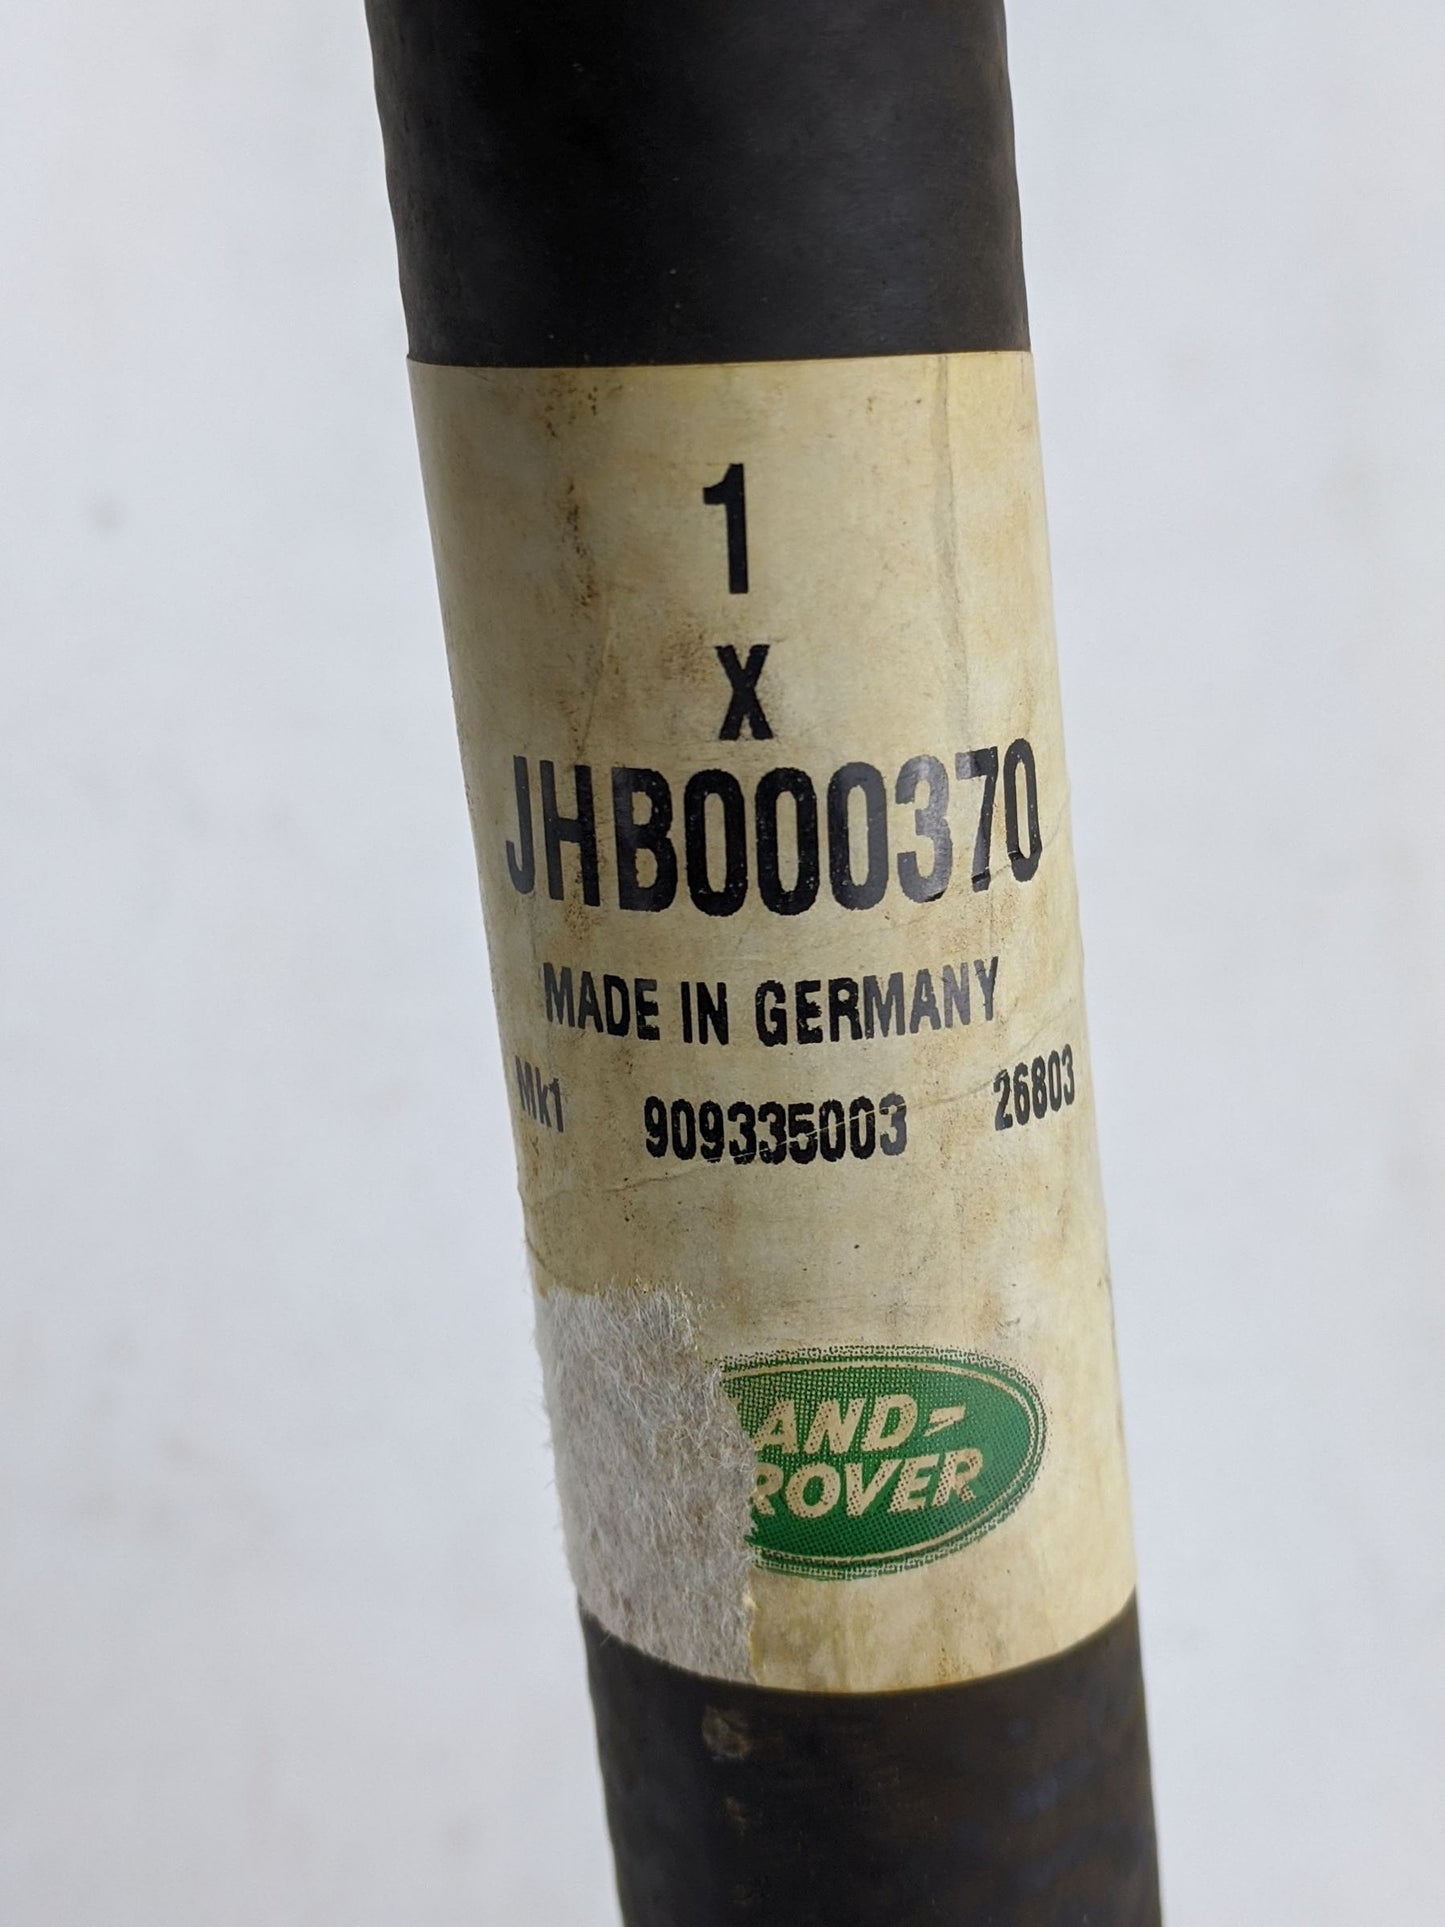 1
X
JHB000370
MADE IN GERMANY
Mk1 909335003 26803
AND-
ROVER